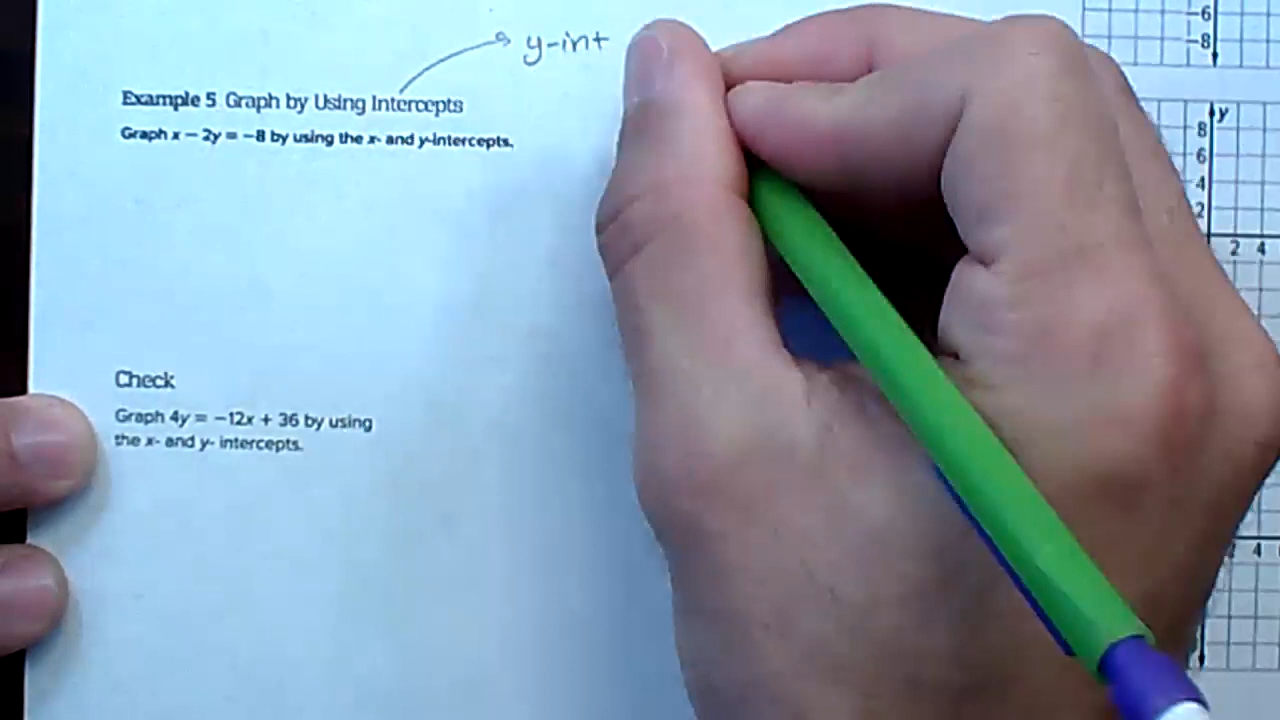 y-int
Example 5 Graph by Using Intercepts
Graph x − 2y = −8 by using the x- and y-intercepts.
Check
Graph 4y = −12x + 36 by using
the x- and y- intercepts.
−6
−8
y
8
6
4
2
2 4
4